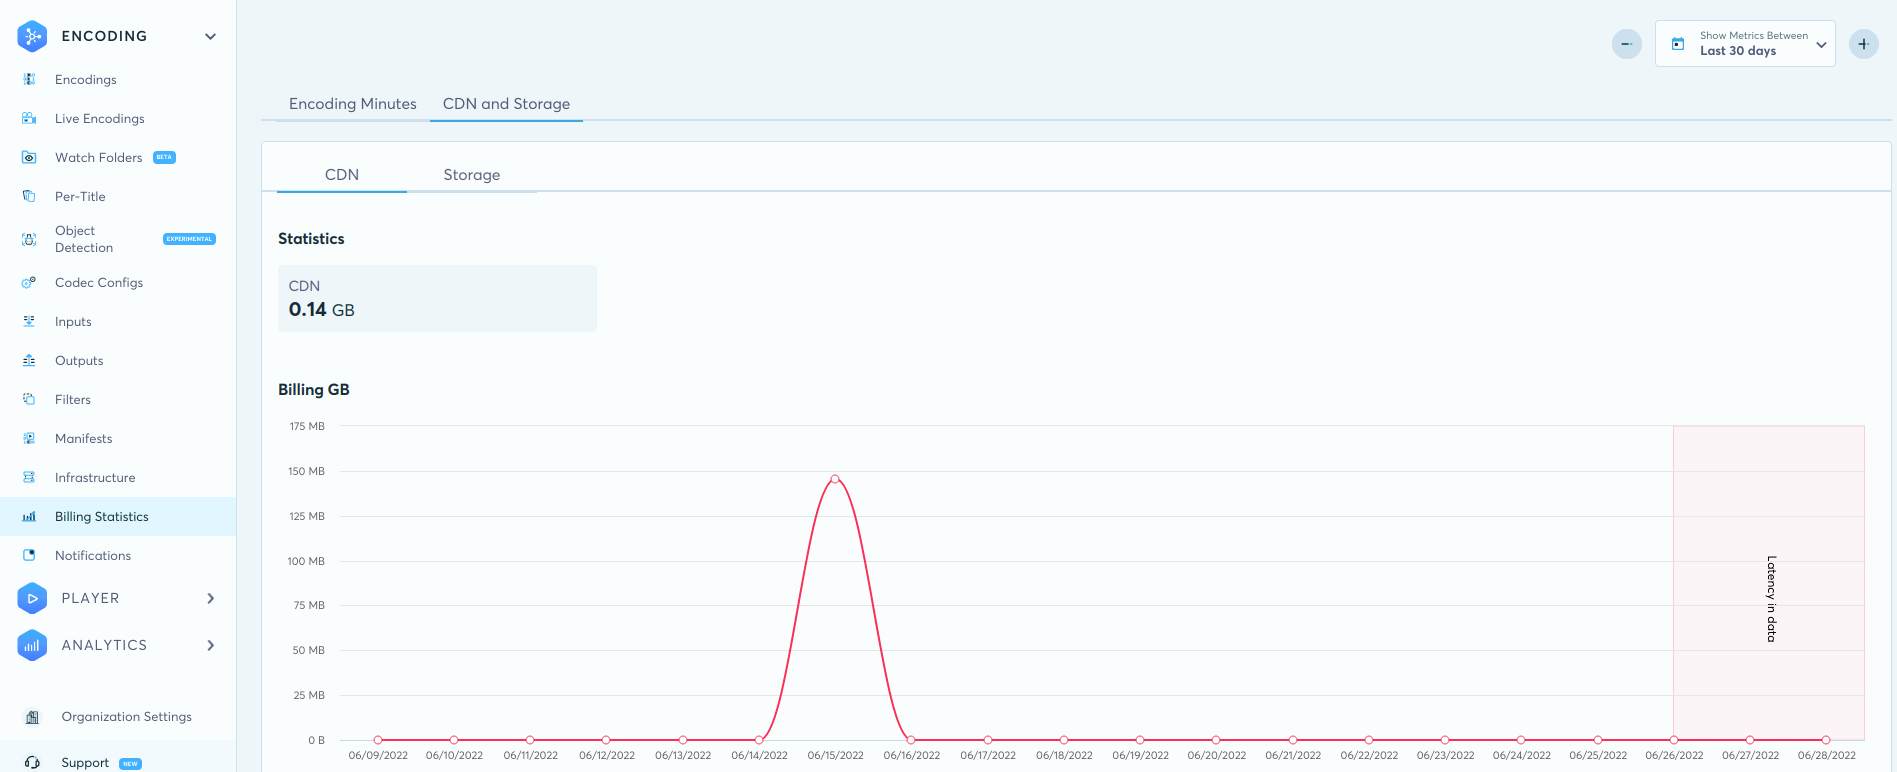 ENCODING
Encodings
Live Encodings
Watch Folders BETA
Per-Title
Object
Detection
EXPERIMENTAL
Codec Configs
Inputs
Outputs
Filters
Manifests
Infrastructure
Billing Statistics
Notifications
PLAYER
ANALYTICS
Organization Settings
Support NEW
Show Metrics Between
Last 30 days
Encoding Minutes CDN and Storage
CDN Storage
Statistics
CDN
0.14 GB
Billing GB
175 MB
150 MB
125 MB
100 MB
75 MB
50 MB
25 MB
0 B
Latency in data
06/09/2022 06/10/2022 06/11/2022 06/12/2022 06/13/2022 06/14/2022 06/15/2022 06/16/2022 06/17/2022 06/18/2022 06/19/2022 06/20/2022 06/21/2022 06/22/2022 06/23/2022 06/24/2022 06/25/2022 06/26/2022 06/27/2022 06/28/2022